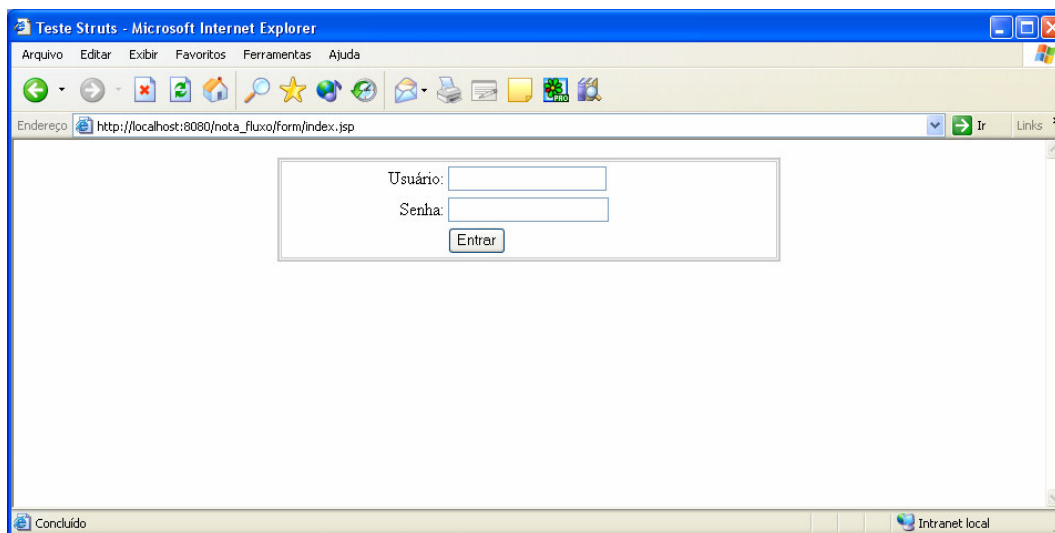 Teste Struts - Microsoft Internet Explorer
Arquivo Editar Exibir Favoritos Ferramentas Ajuda
PRO
Endereço http://localhost:8080/nota_fluxo/form/index.jsp Ir Links
Usuário:
Senha:
Entrar
Concluído Intranet local